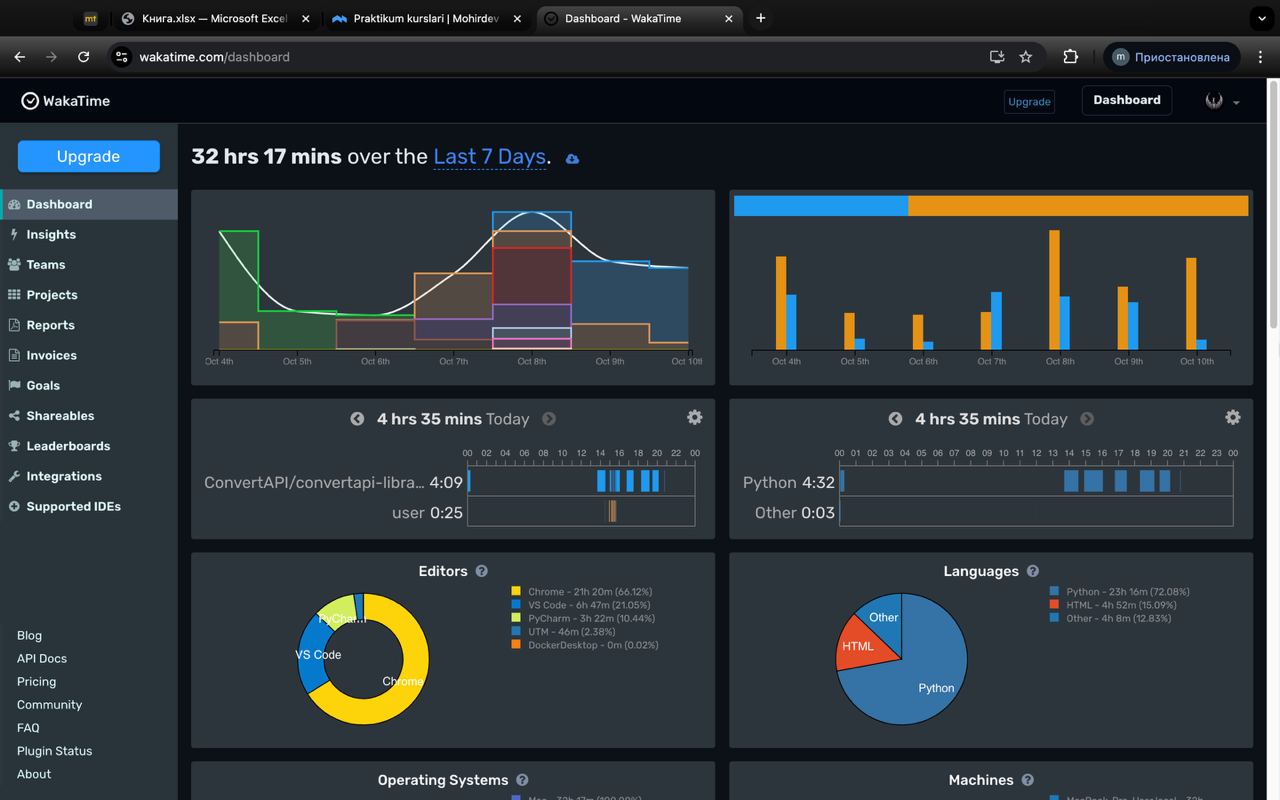 mt
Книга.xlsx — Microsoft Excel
Praktikum kurslari | Mohirdev
Dashboard - WakaTime
wakatime.com/dashboard
m Приостановлена
WakaTime
Upgrade
Dashboard
Upgrade
Dashboard
Insights
Teams
Projects
Reports
Invoices
Goals
Shareables
Leaderboards
Integrations
Supported IDEs
Blog
API Docs
Pricing
Community
FAQ
Plugin Status
About
32 hrs 17 mins over the Last 7 Days.
Oct 4th Oct 5th Oct 6th Oct 7th Oct 8th Oct 9th Oct 10th
Oct 4th Oct 5th Oct 6th Oct 7th Oct 8th Oct 9th Oct 10th
4 hrs 35 mins Today
00 02 04 06 08 10 12 14 16 18 20 22 00
ConvertAPI/convertapi-libra... 4:09
user 0:25
4 hrs 35 mins Today
00 01 02 03 04 05 06 07 08 09 10 11 12 13 14 15 16 17 18 19 20 21 22 23 00
Python 4:32
Other 0:03
Editors ?
Chrome - 21h 20m (66.12%)
VS Code - 6h 47m (21.05%)
PyCharm - 3h 22m (10.44%)
UTM - 46m (2.38%)
DockerDesktop - 0m (0.02%)
PyCharm
VS Code
Chrome
Languages ?
Python - 23h 16m (72.08%)
HTML - 4h 52m (15.09%)
Other - 4h 8m (12.83%)
Other
HTML
Python
Operating Systems ?
Machines ?